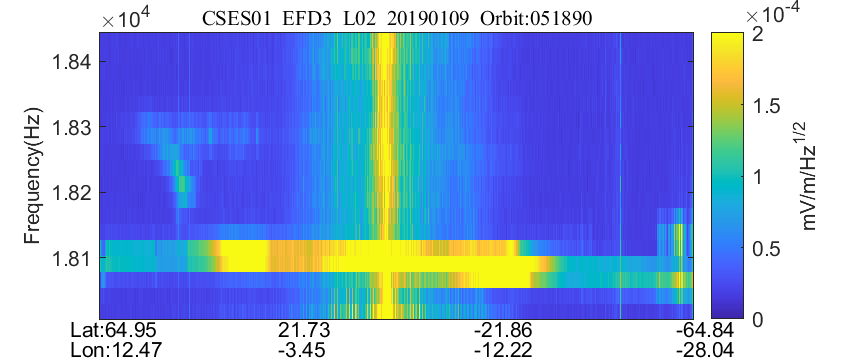 CSES01 EFD3 L02 20190109 Orbit:051890
×10⁴
×10⁻⁴
Frequency(Hz)
1.84
1.83
1.82
1.81
2
1.5
1
0.5
0
mV/m/Hz^1/2
Lat:64.95 21.73 -21.86 -64.84
Lon:12.47 -3.45 -12.22 -28.04